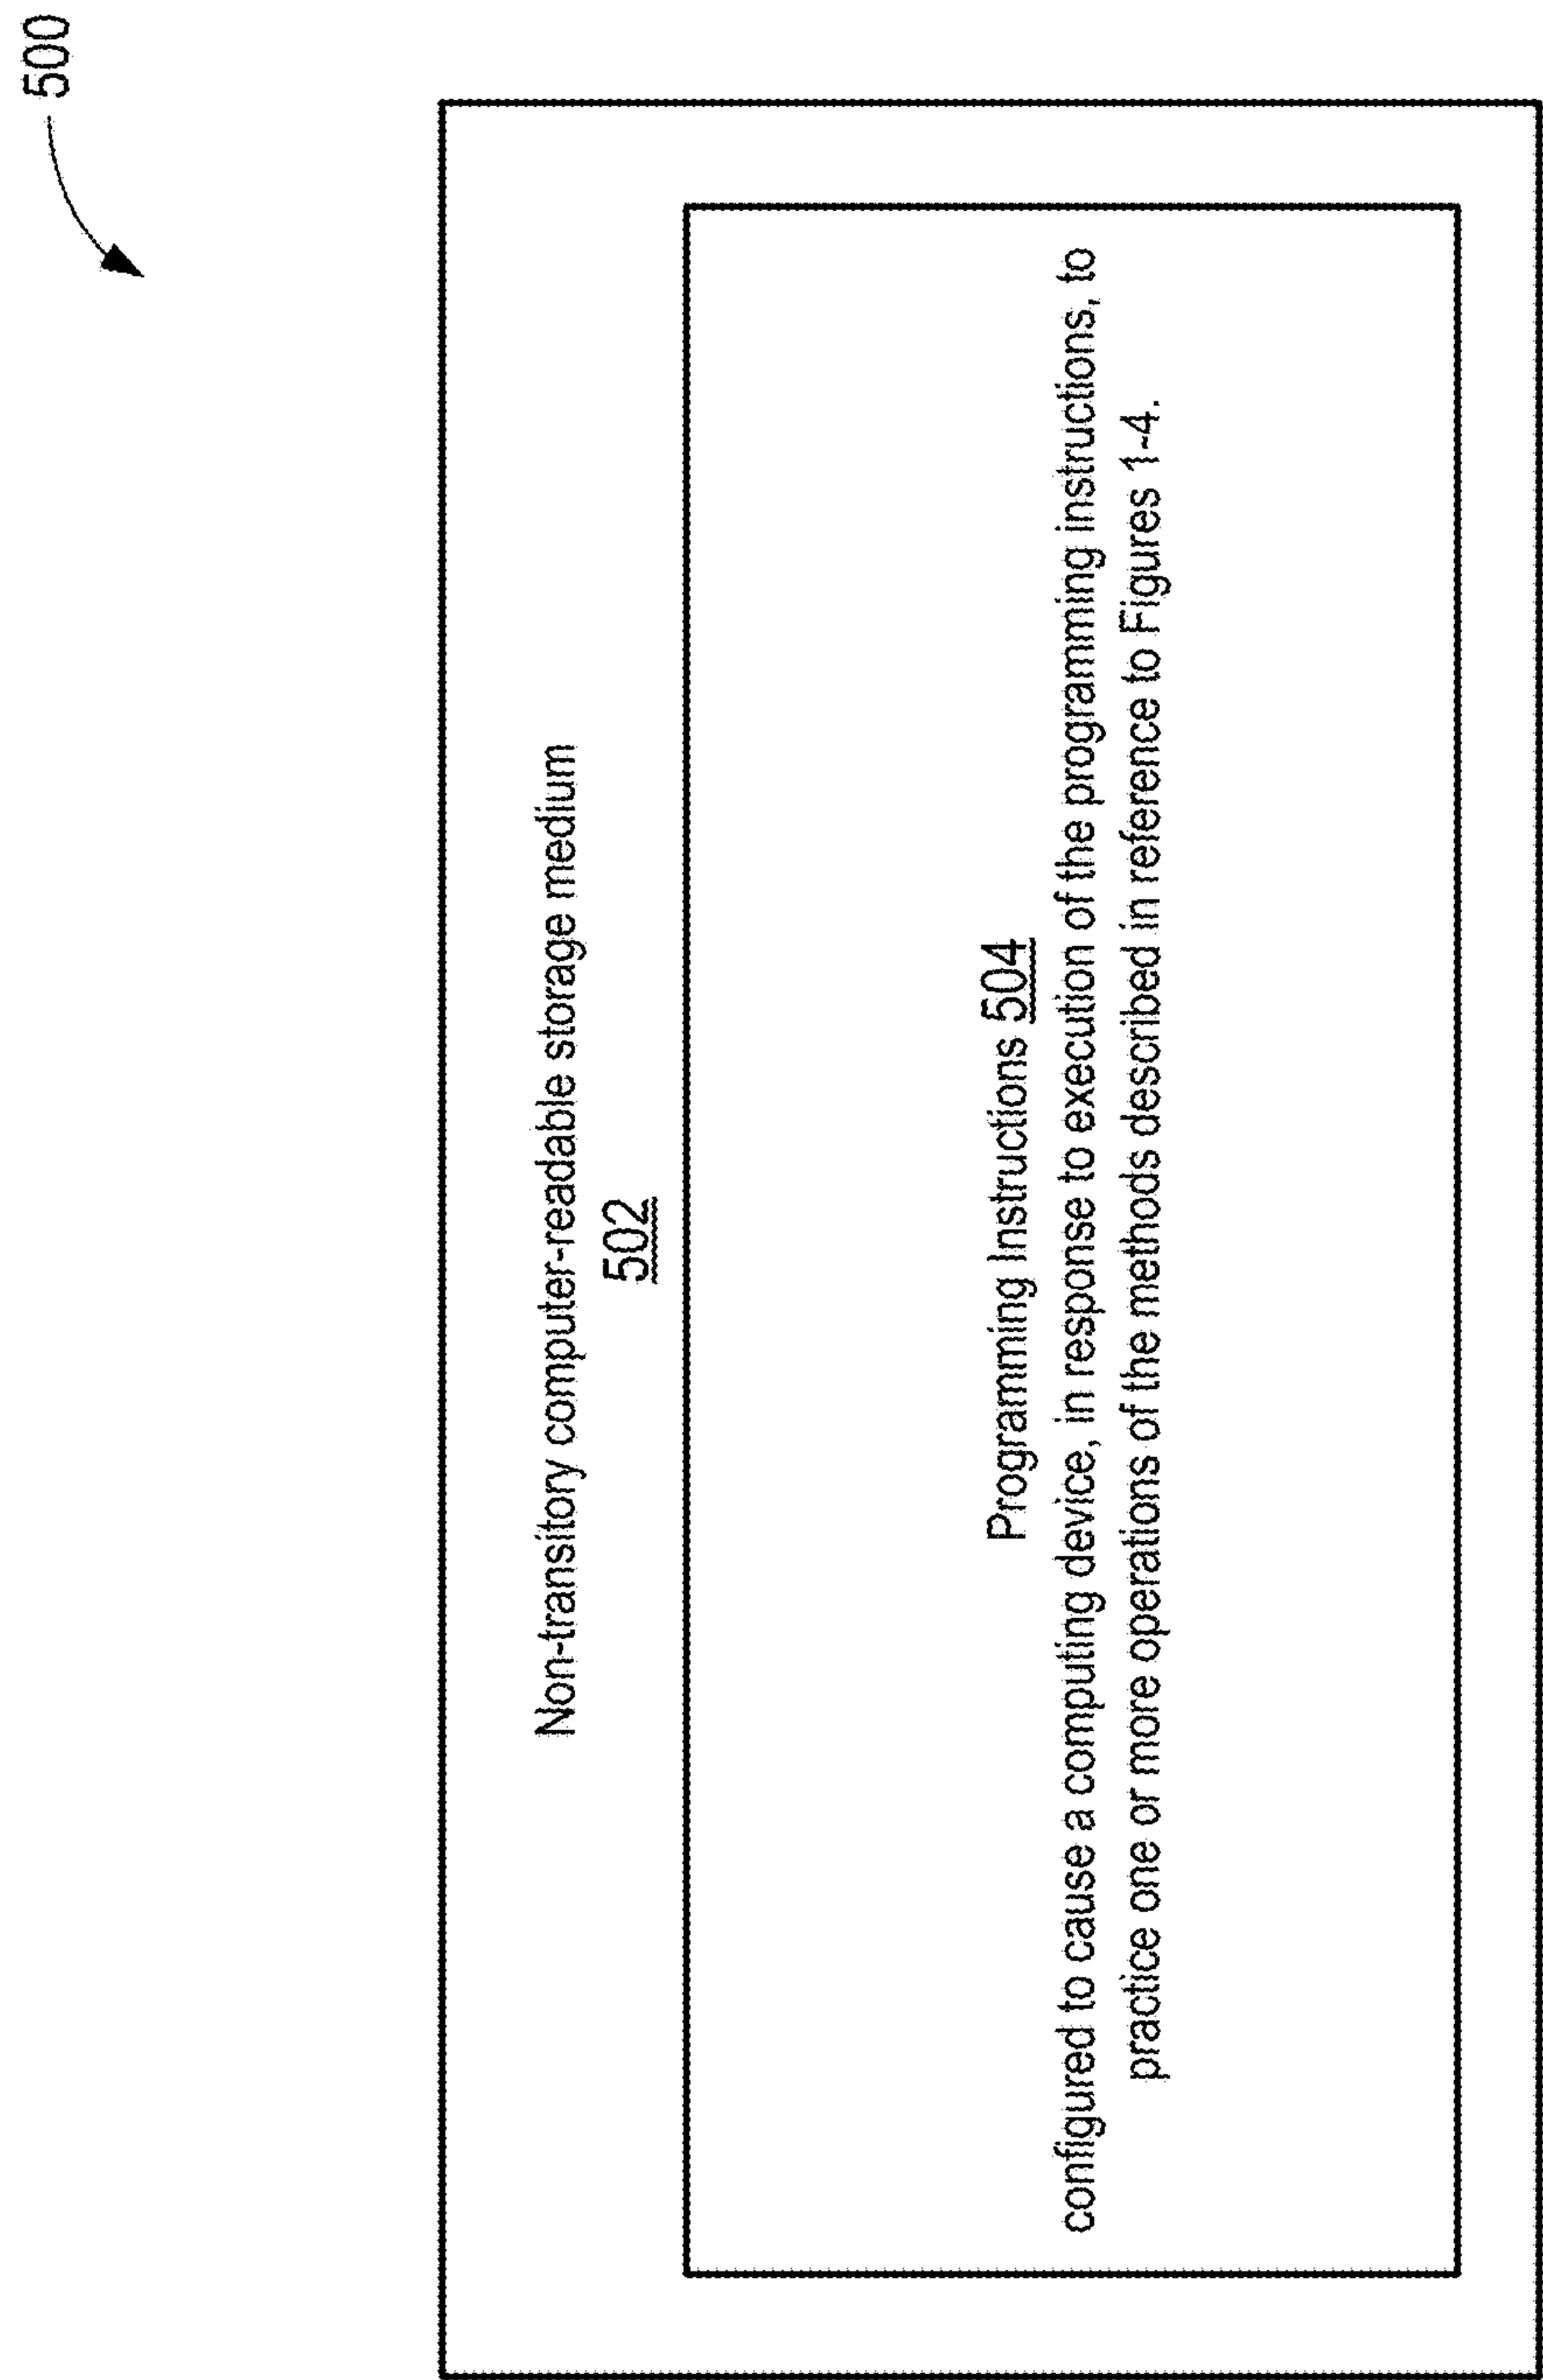 500
Non-transitory computer-readable storage medium
502
Programming Instructions 504
configured to cause a computing device, in response to execution of the programming instructions, to
practice one or more operations of the methods described in reference to Figures 1-4.